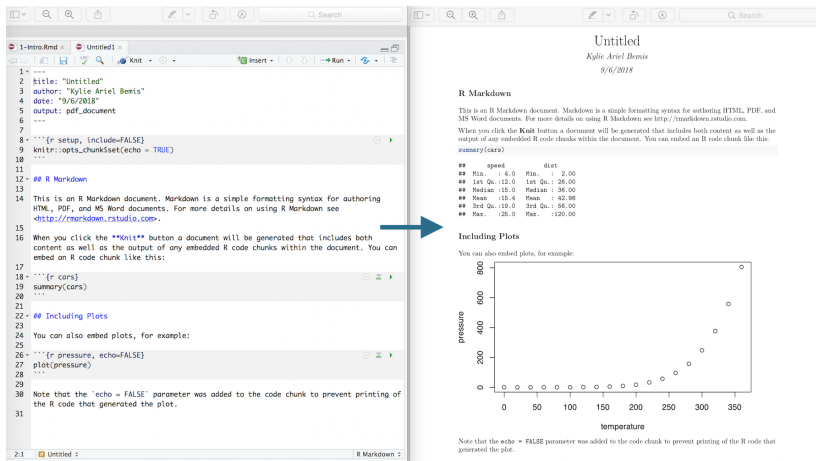 Search
1-Intro.Rmd
Untitled1
Knit
Insert
Run
1 ---
2 title: "Untitled"
3 author: "Kylie Ariel Bemis"
4 date: "9/6/2018"
5 output: pdf_document
6 ---
7
8 ```{r setup, include=FALSE}
9 knitr::opts_chunk$set(echo = TRUE)
10 ```
11
12 ## R Markdown
13
14 This is an R Markdown document. Markdown is a simple formatting syntax for authoring
HTML, PDF, and MS Word documents. For more details on using R Markdown see
<http://rmarkdown.rstudio.com>.
15
16 When you click the **Knit** button a document will be generated that includes both
content as well as the output of any embedded R code chunks within the document. You can
embed an R code chunk like this:
17
18 ```{r cars}
19 summary(cars)
20 ```
21
22 ## Including Plots
23
24 You can also embed plots, for example:
25
26 ```{r pressure, echo=FALSE}
27 plot(pressure)
28 ```
29
30 Note that the `echo = FALSE` parameter was added to the code chunk to prevent printing of
the R code that generated the plot.
31
2:1 Untitled R Markdown
Search
Untitled
Kylie Ariel Bemis
9/6/2018
R Markdown
This is an R Markdown document. Markdown is a simple formatting syntax for authoring HTML, PDF, and
MS Word documents. For more details on using R Markdown see http://rmarkdown.rstudio.com.
When you click the Knit button a document will be generated that includes both content as well as the
output of any embedded R code chunks within the document. You can embed an R code chunk like this:
summary(cars)
## speed dist
## Min. : 4.0 Min. : 2.00
## 1st Qu.:12.0 1st Qu.: 26.00
## Median :15.0 Median : 36.00
## Mean :15.4 Mean : 42.98
## 3rd Qu.:19.0 3rd Qu.: 56.00
## Max. :25.0 Max. :120.00
Including Plots
You can also embed plots, for example:
800
600
400
200
0
pressure
0 50 100 150 200 250 300 350
temperature
Note that the echo = FALSE parameter was added to the code chunk to prevent printing of the R code that
generated the plot.